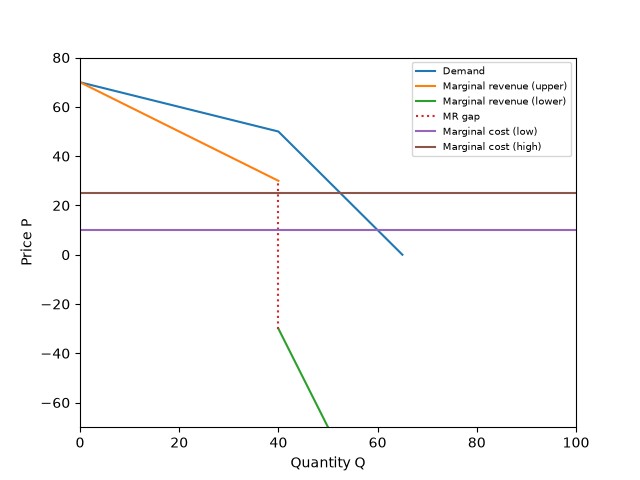 80
60
40
20
0
−20
−40
−60
Price P
0 20 40 60 80 100
Quantity Q
Demand
Marginal revenue (upper)
Marginal revenue (lower)
MR gap
Marginal cost (low)
Marginal cost (high)